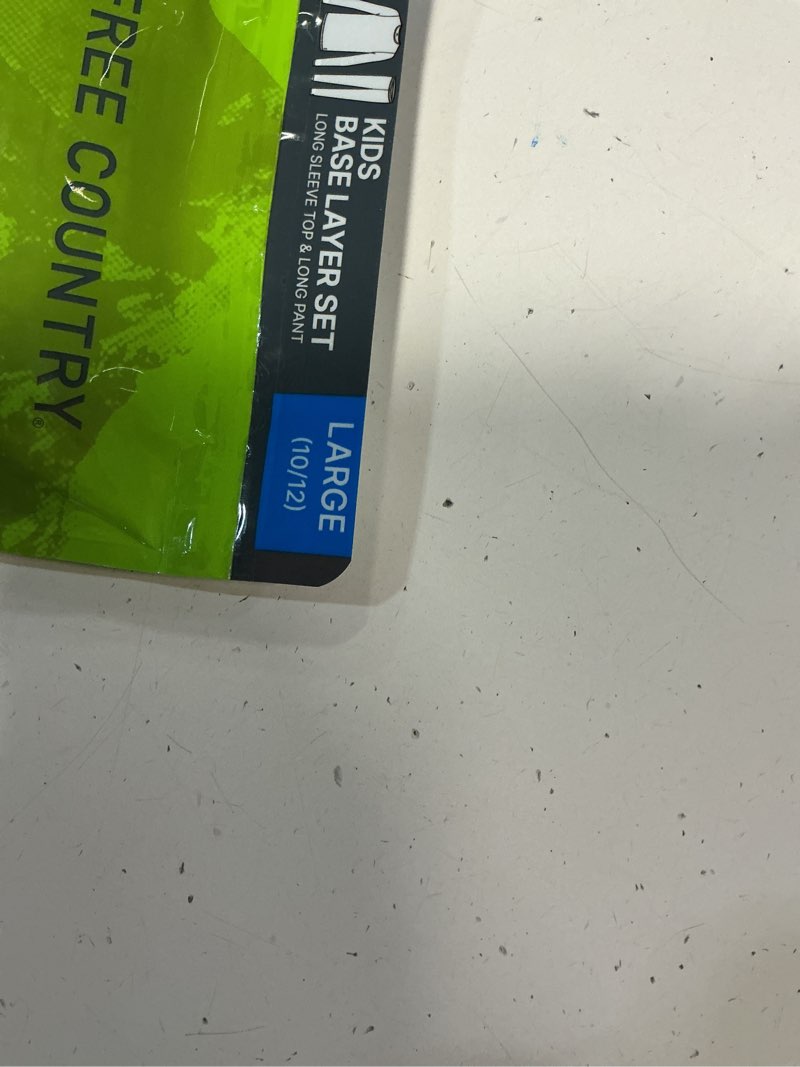 FREE COUNTRY®
KIDS
BASE LAYER SET
LONG SLEEVE TOP & LONG PANT
LARGE
(10/12)